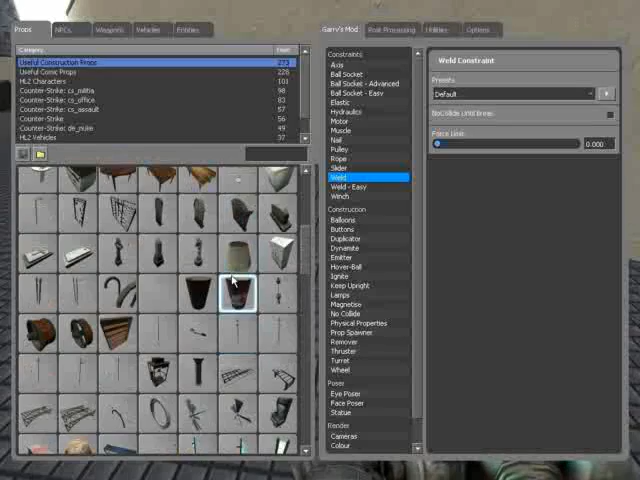 Props NPCs Weapons Vehicles Entities
Category
Useful Construction Props 273
Useful Comic Props 228
HL2 Characters 101
Counter-Strike: cs_militia 98
Counter-Strike: cs_office 83
Counter-Strike: cs_assault 57
Counter-Strike 56
Counter-Strike: de_nuke 49
HL2 Vehicles 37
Garry's Mod Post Processing Utilities Options
Constraints
Axis
Ball Socket
Ball Socket - Advanced
Ball Socket - Easy
Elastic
Hydraulics
Motor
Muscle
Nail
Pulley
Rope
Slider
Weld
Weld - Easy
Winch
Construction
Balloons
Buttons
Duplicator
Dynamite
Emitter
Hover-Ball
Ignite
Keep Upright
Lamps
Magnetise
No Collide
Physical Properties
Prop Spawner
Remover
Thruster
Turret
Wheel
Poser
Eye Poser
Face Poser
Statue
Render
Cameras
Colour
Weld Constraint
Presets
Default
NoCollide Until Break
Force Limit
0.000